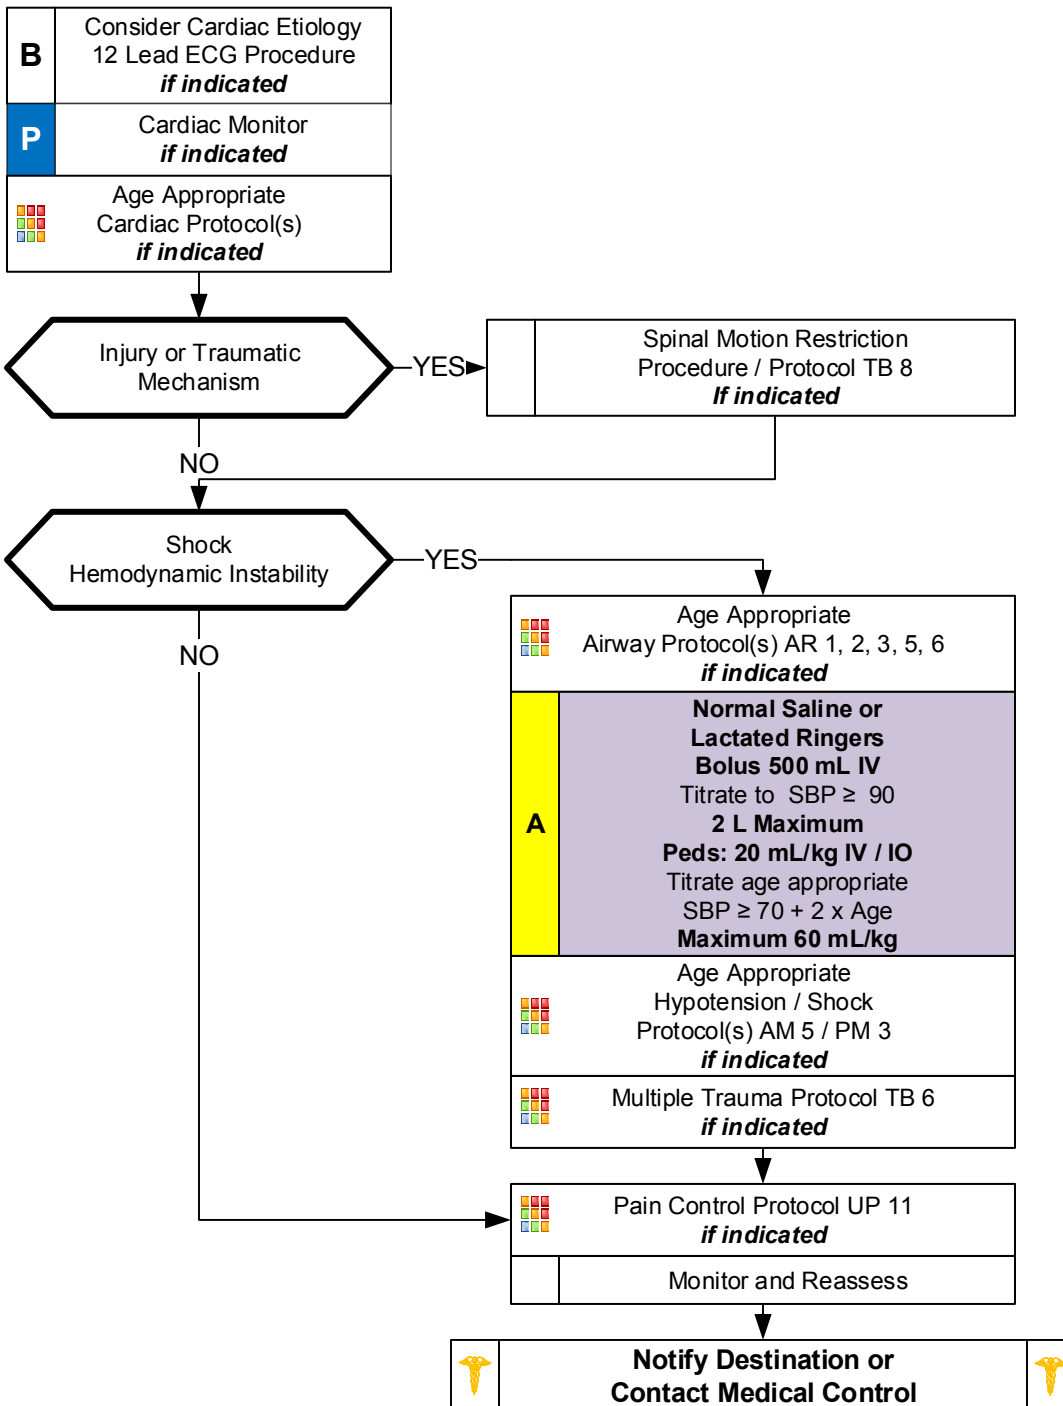 B
Consider Cardiac Etiology
12 Lead ECG Procedure
if indicated
P
Cardiac Monitor
if indicated
Age Appropriate
Cardiac Protocol(s)
if indicated
Injury or Traumatic
Mechanism
YES
Spinal Motion Restriction
Procedure / Protocol TB 8
If indicated
NO
Shock
Hemodynamic Instability
YES
NO
Age Appropriate
Airway Protocol(s) AR 1, 2, 3, 5, 6
if indicated
A
Normal Saline or
Lactated Ringers
Bolus 500 mL IV
Titrate to SBP ≥ 90
2 L Maximum
Peds: 20 mL/kg IV / IO
Titrate age appropriate
SBP ≥ 70 + 2 x Age
Maximum 60 mL/kg
Age Appropriate
Hypotension / Shock
Protocol(s) AM 5 / PM 3
if indicated
Multiple Trauma Protocol TB 6
if indicated
Pain Control Protocol UP 11
if indicated
Monitor and Reassess
Notify Destination or
Contact Medical Control